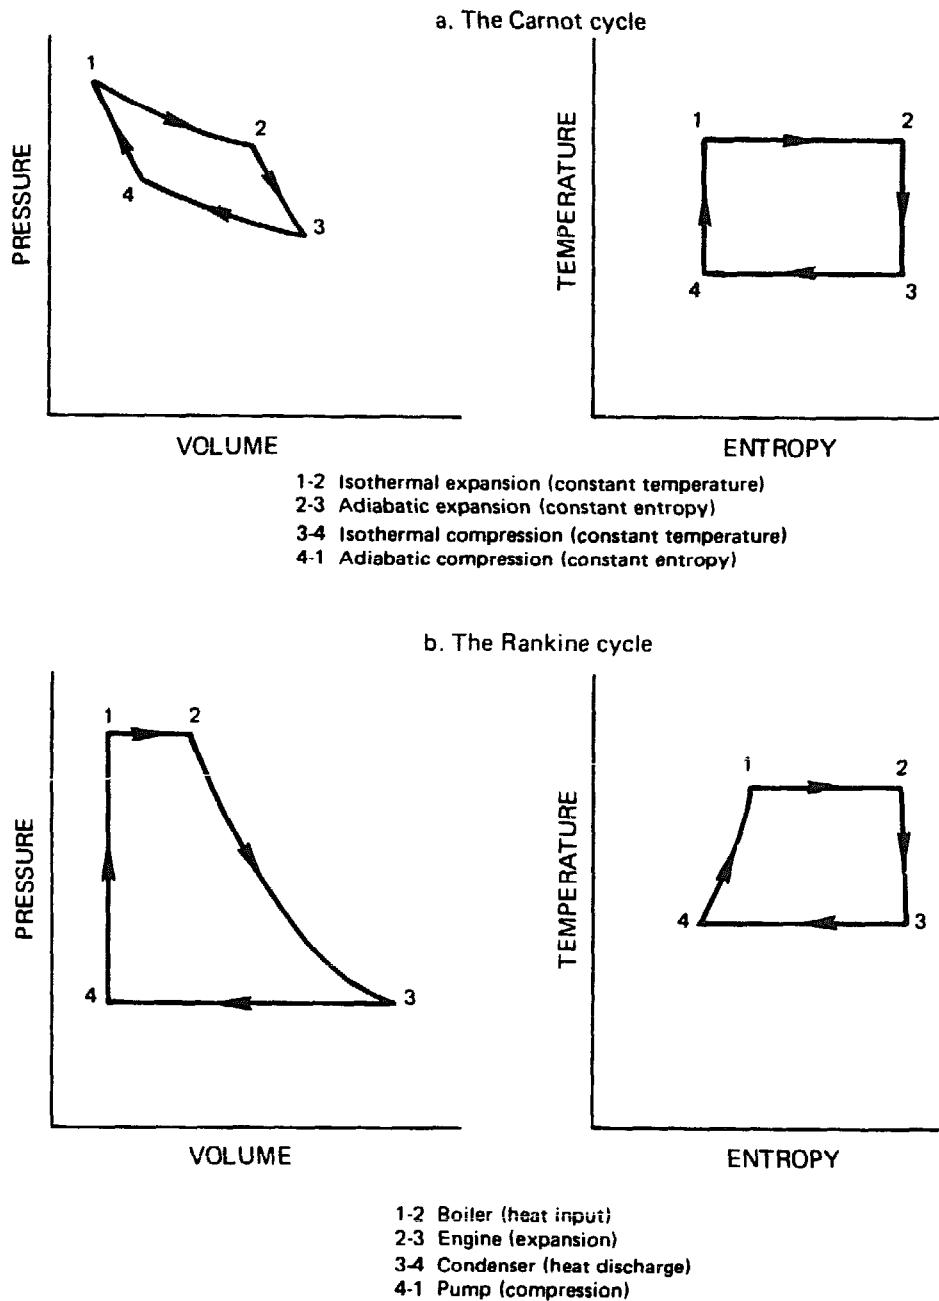 a. The Carnot cycle
PRESSURE
1
2
3
4
VOLUME
TEMPERATURE
1
2
4
3
ENTROPY
1-2 Isothermal expansion (constant temperature)
2-3 Adiabatic expansion (constant entropy)
3-4 Isothermal compression (constant temperature)
4-1 Adiabatic compression (constant entropy)
b. The Rankine cycle
PRESSURE
1
2
4
3
VOLUME
TEMPERATURE
1
2
4
3
ENTROPY
1-2 Boiler (heat input)
2-3 Engine (expansion)
3-4 Condenser (heat discharge)
4-1 Pump (compression)